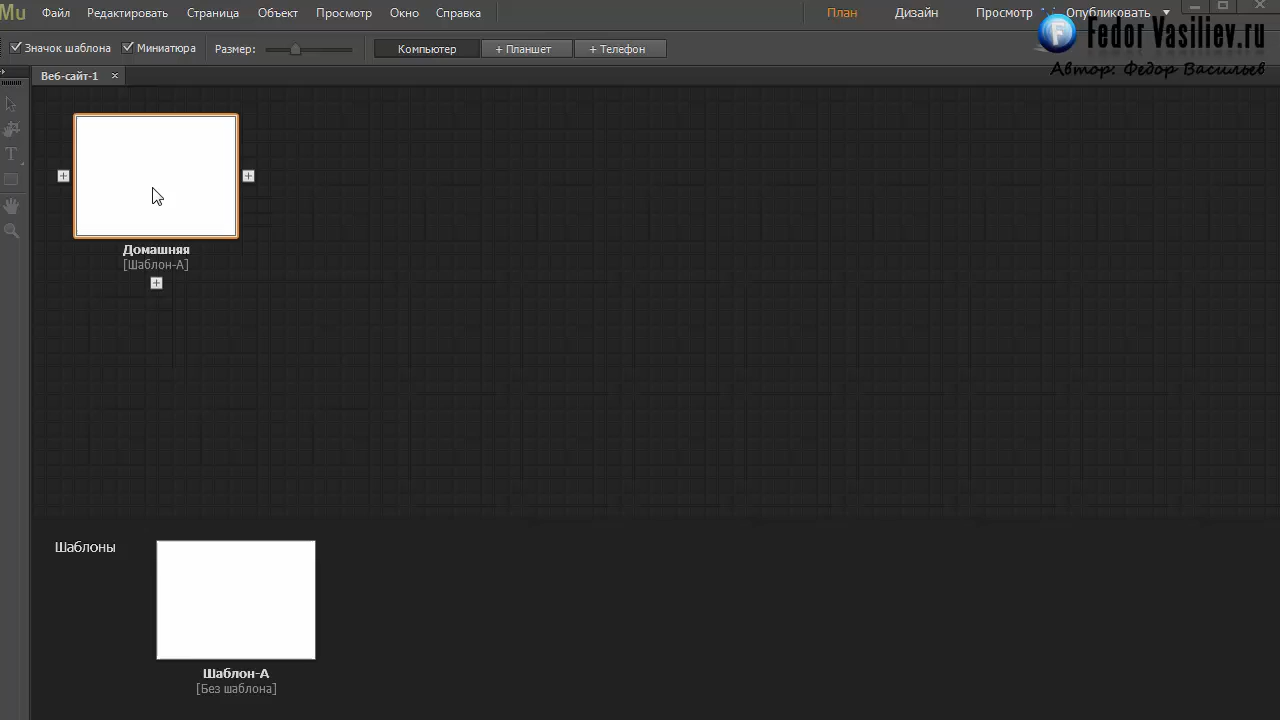 Mu Файл Редактировать Страница Объект Просмотр Окно Справка План Дизайн Просмотр Опубликовать
Fedor Vasiliev.ru
Автор: Федор Васильев
Значок шаблона Миниатюра Размер: Компьютер + Планшет + Телефон
Веб-сайт-1 ×
T
Домашняя
[Шаблон-A]
Шаблоны
Шаблон-A
[Без шаблона]